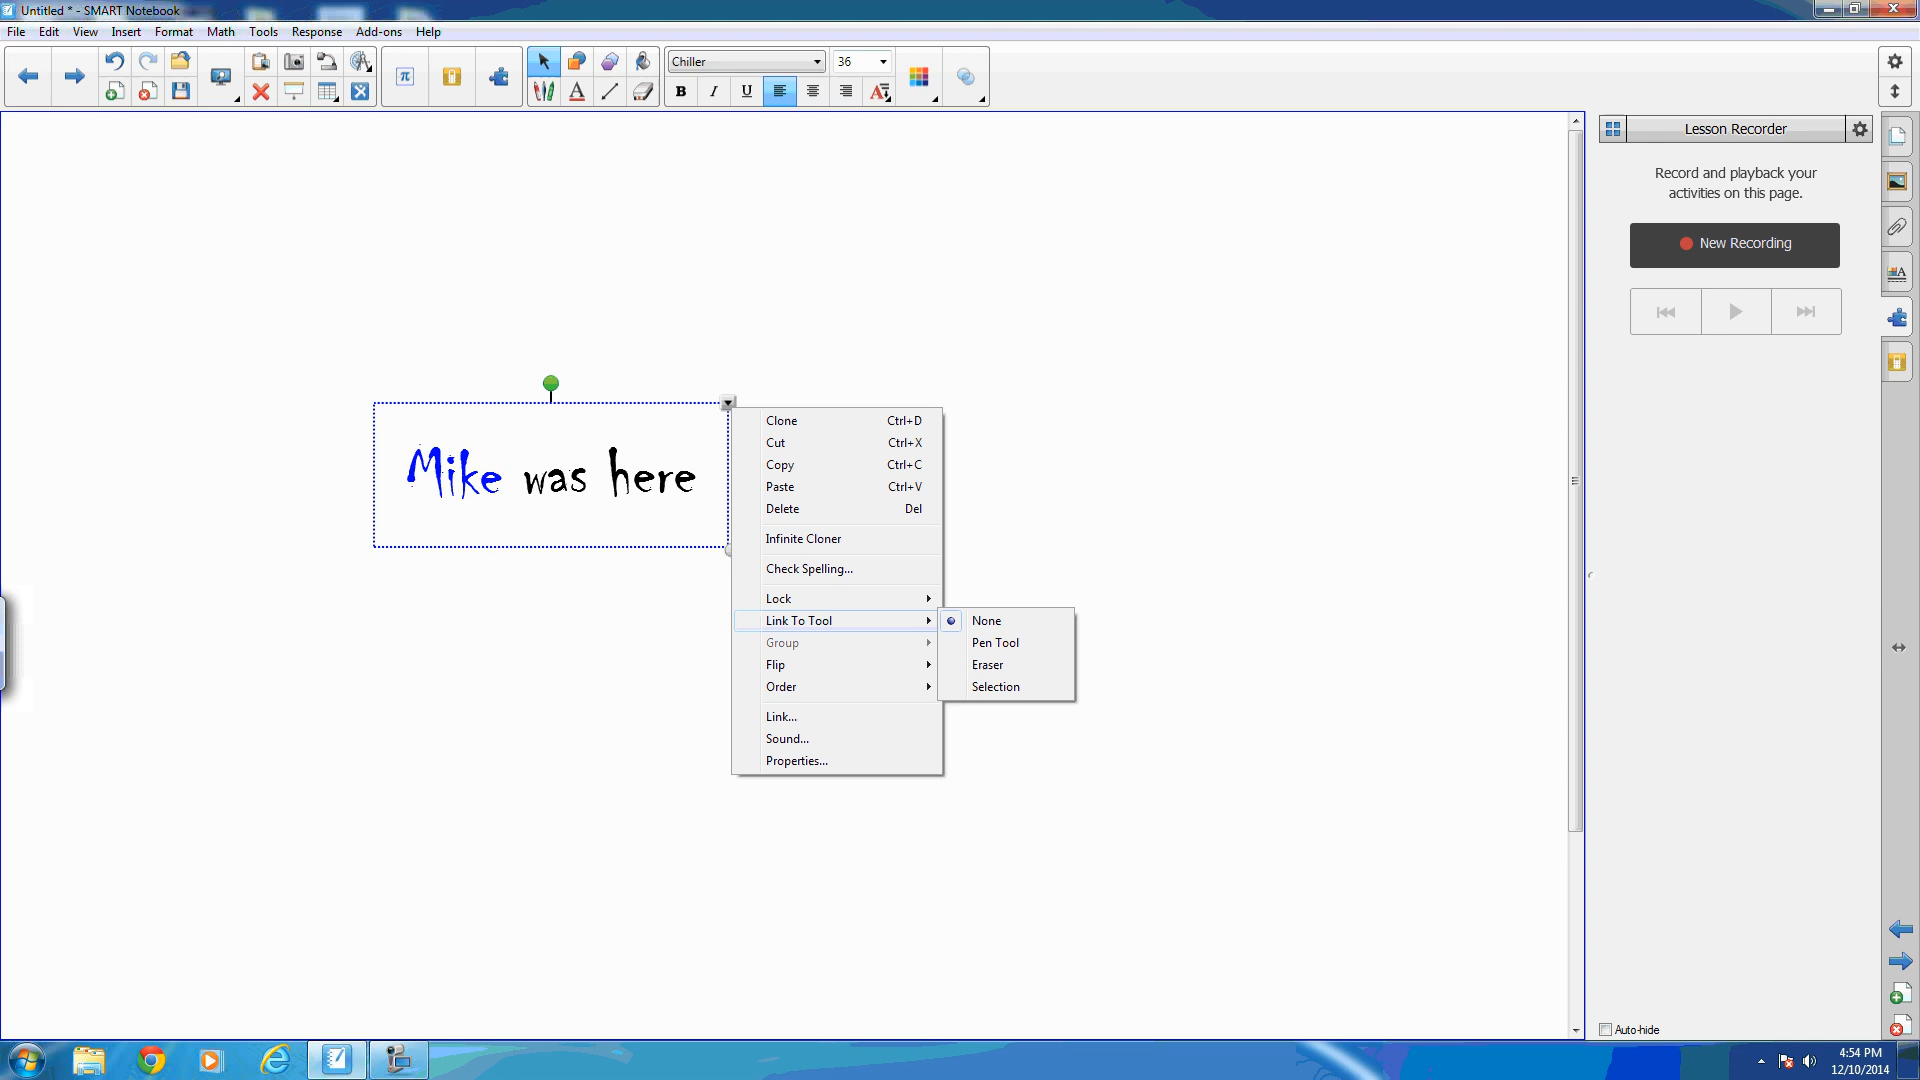 Untitled * - SMART Notebook
File Edit View Insert Format Math Tools Response Add-ons Help
Chiller 36
B I U A
Lesson Recorder
Record and playback your
activities on this page.
New Recording
Mike was here
Clone Ctrl+D
Cut Ctrl+X
Copy Ctrl+C
Paste Ctrl+V
Delete Del
Infinite Cloner
Check Spelling...
Lock
Link To Tool
Group
Flip
Order
Link...
Sound...
Properties...
None
Pen Tool
Eraser
Selection
Auto-hide
4:54 PM
12/10/2014